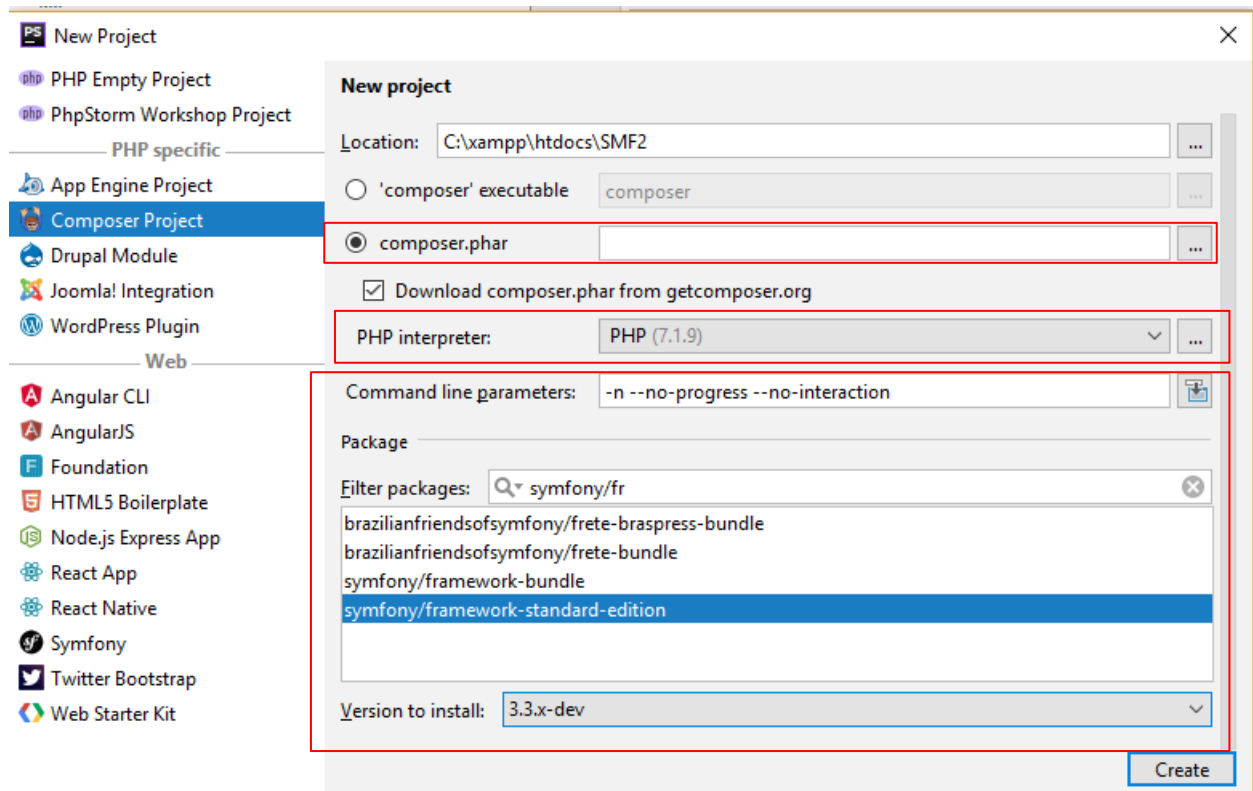 PS New Project
php PHP Empty Project
php PhpStorm Workshop Project
PHP specific
App Engine Project
Composer Project
Drupal Module
Joomla! Integration
WordPress Plugin
Web
Angular CLI
AngularJS
Foundation
HTML5 Boilerplate
Node.js Express App
React App
React Native
Symfony
Twitter Bootstrap
Web Starter Kit
New project
Location: C:\xampp\htdocs\SMF2 ...
'composer' executable composer ...
composer.phar ...
Download composer.phar from getcomposer.org
PHP interpreter: PHP (7.1.9) ...
Command line parameters: -n --no-progress --no-interaction
Package
Filter packages: symfony/fr
brazilianfriendsofsymfony/frete-braspress-bundle
brazilianfriendsofsymfony/frete-bundle
symfony/framework-bundle
symfony/framework-standard-edition
Version to install: 3.3.x-dev
Create